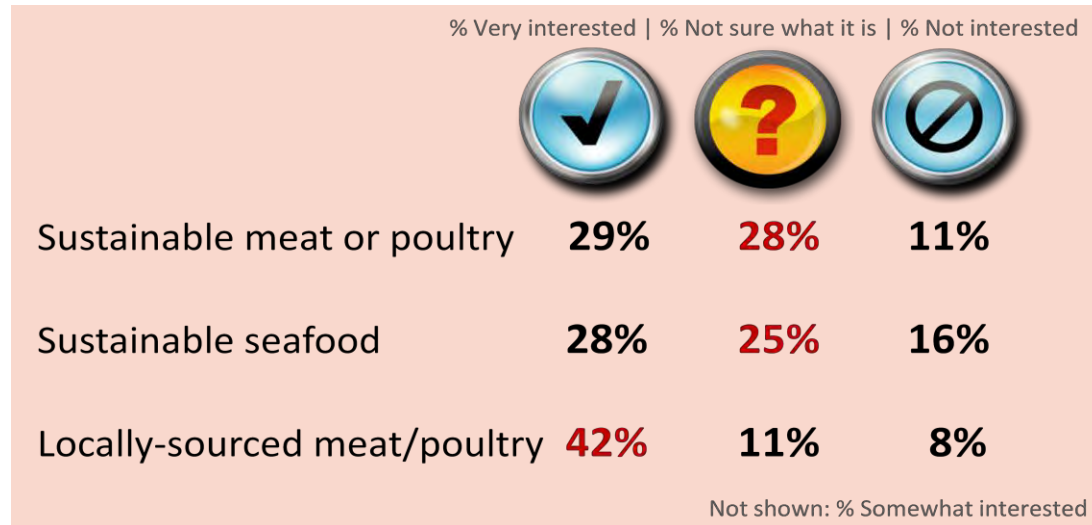 % Very interested | % Not sure what it is | % Not interested
?
Sustainable meat or poultry 29% 28% 11%
Sustainable seafood 28% 25% 16%
Locally-sourced meat/poultry 42% 11% 8%
Not shown: % Somewhat interested